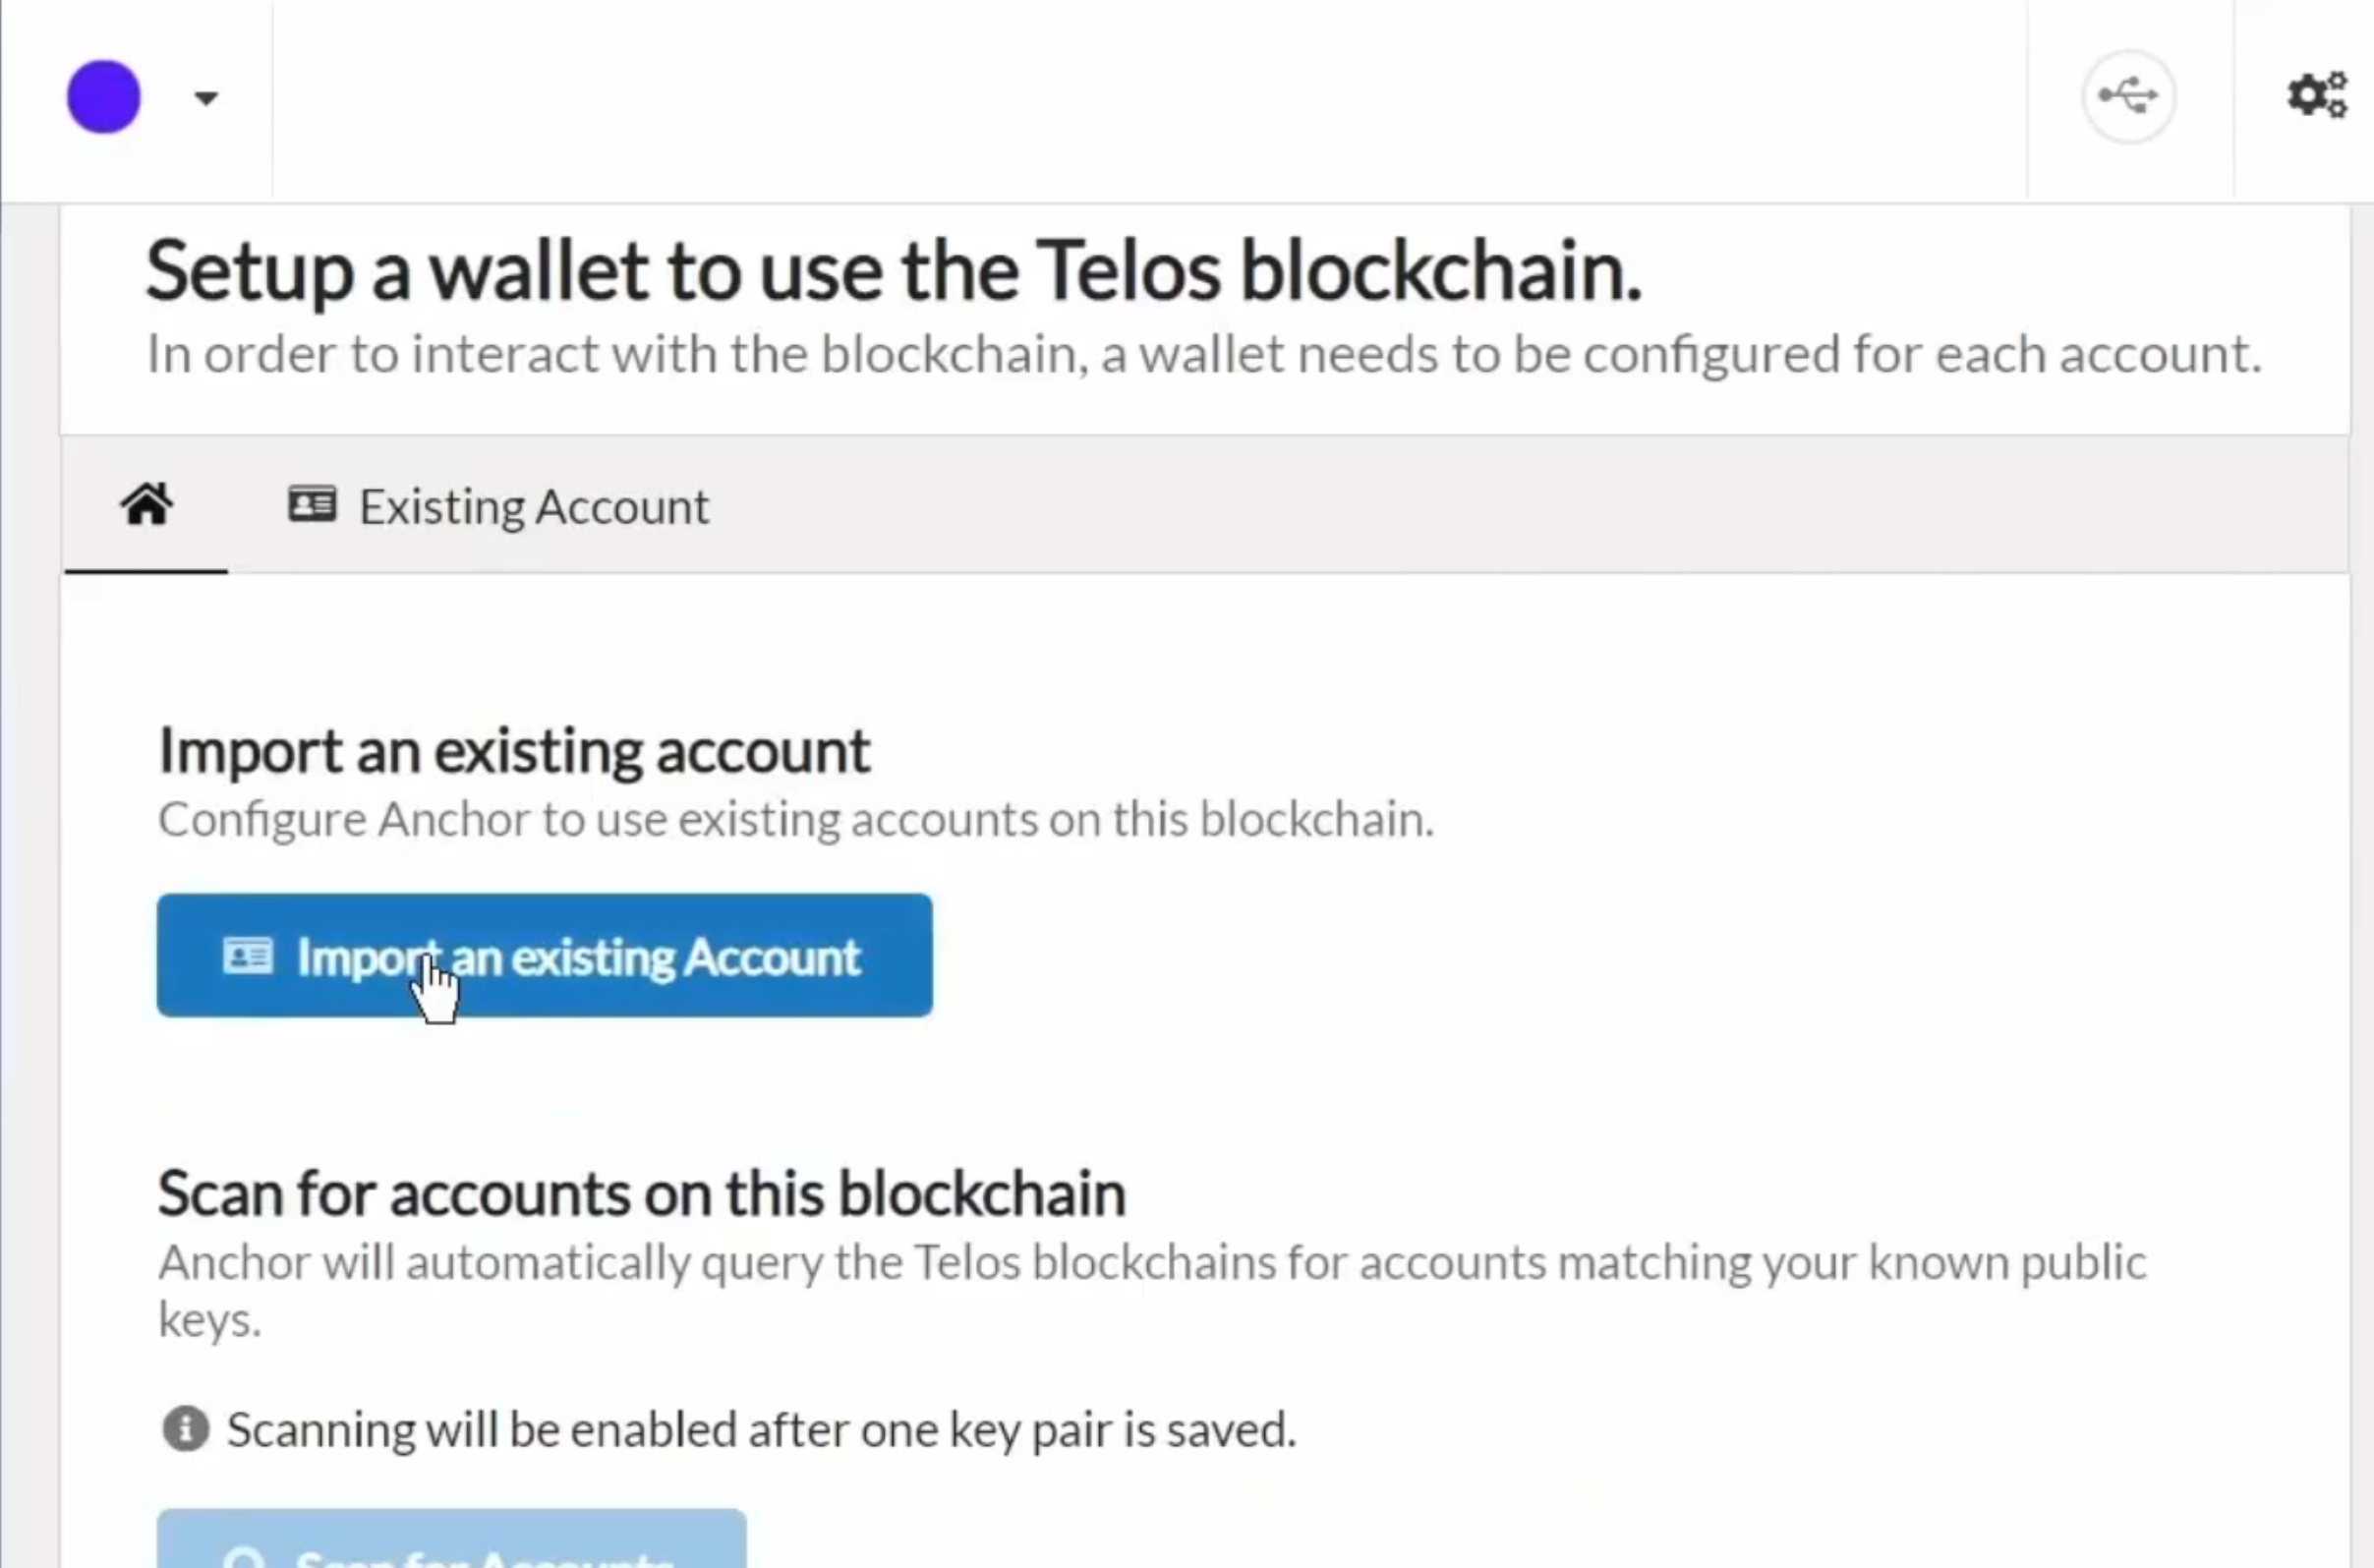 Setup a wallet to use the Telos blockchain.
In order to interact with the blockchain, a wallet needs to be configured for each account.
Existing Account
Import an existing account
Configure Anchor to use existing accounts on this blockchain.
Import an existing Account
Scan for accounts on this blockchain
Anchor will automatically query the Telos blockchains for accounts matching your known public
keys.
Scanning will be enabled after one key pair is saved.
Scan for Accounts